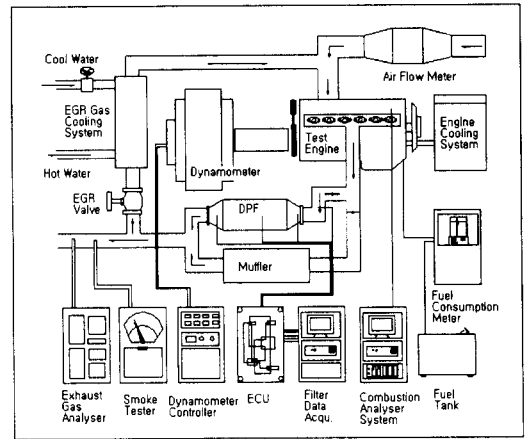 Cool Water
Air Flow Meter
EGR Gas
Cooling
System
Test
Engine
Engine
Cooling
System
Dynamometer
Hot Water
EGR
Valve
DPF
Muffler
Fuel
Consumption
Meter
Exhaust
Gas
Analyser
Smoke
Tester
Dynamometer
Controller
ECU
Filter
Data
Acqu.
Combustion
Analyser
System
Fuel
Tank